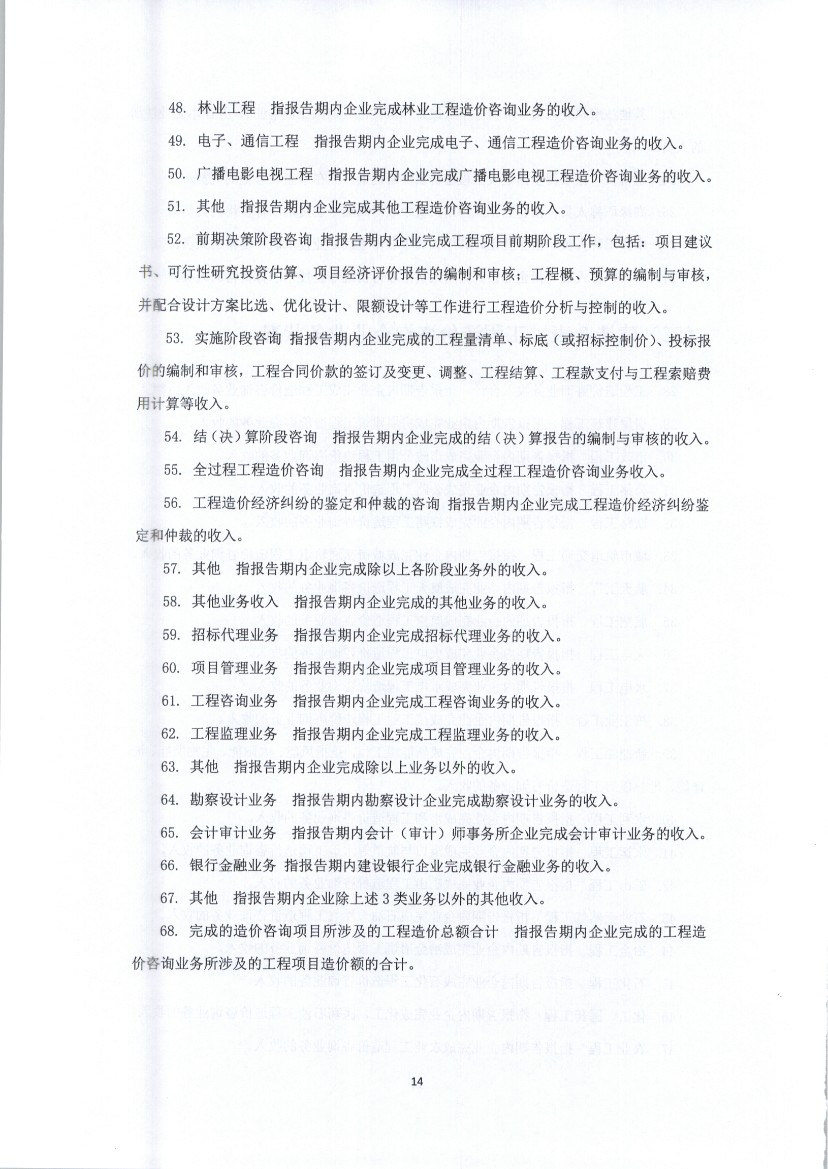 48. 林业工程　指报告期内企业完成林业工程造价咨询业务的收入。
49. 电子、通信工程　指报告期内企业完成电子、通信工程造价咨询业务的收入。
50. 广播电影电视工程　指报告期内企业完成广播电影电视工程造价咨询业务的收入。
51. 其他　指报告期内企业完成其他工程造价咨询业务的收入。
52. 前期决策阶段咨询 指报告期内企业完成工程项目前期阶段工作，包括：项目建议
书、可行性研究投资估算、项目经济评价报告的编制和审核；工程概、预算的编制与审核，
并配合设计方案比选、优化设计、限额设计等工作进行工程造价分析与控制的收入。
53. 实施阶段咨询 指报告期内企业完成的工程量清单、标底（或招标控制价）、投标报
价的编制和审核，工程合同价款的签订及变更、调整、工程结算、工程款支付与工程索赔费
用计算等收入。
54. 结（决）算阶段咨询　指报告期内企业完成的结（决）算报告的编制与审核的收入。
55. 全过程工程造价咨询　指报告期内企业完成全过程工程造价咨询业务收入。
56. 工程造价经济纠纷的鉴定和仲裁的咨询 指报告期内企业完成工程造价经济纠纷鉴
定和仲裁的收入。
57. 其他　指报告期内企业完成除以上各阶段业务外的收入。
58. 其他业务收入　指报告期内企业完成的其他业务的收入。
59. 招标代理业务　指报告期内企业完成招标代理业务的收入。
60. 项目管理业务　指报告期内企业完成项目管理业务的收入。
61. 工程咨询业务　指报告期内企业完成工程咨询业务的收入。
62. 工程监理业务　指报告期内企业完成工程监理业务的收入。
63. 其他　指报告期内企业完成除以上业务以外的收入。
64. 勘察设计业务　指报告期内勘察设计企业完成勘察设计业务的收入。
65. 会计审计业务　指报告期内会计（审计）师事务所企业完成会计审计业务的收入。
66. 银行金融业务 指报告期内建设银行企业完成银行金融业务的收入。
67. 其他　指报告期内企业除上述 3 类业务以外的其他收入。
68. 完成的造价咨询项目所涉及的工程造价总额合计　指报告期内企业完成的工程造
价咨询业务所涉及的工程项目造价额的合计。
14